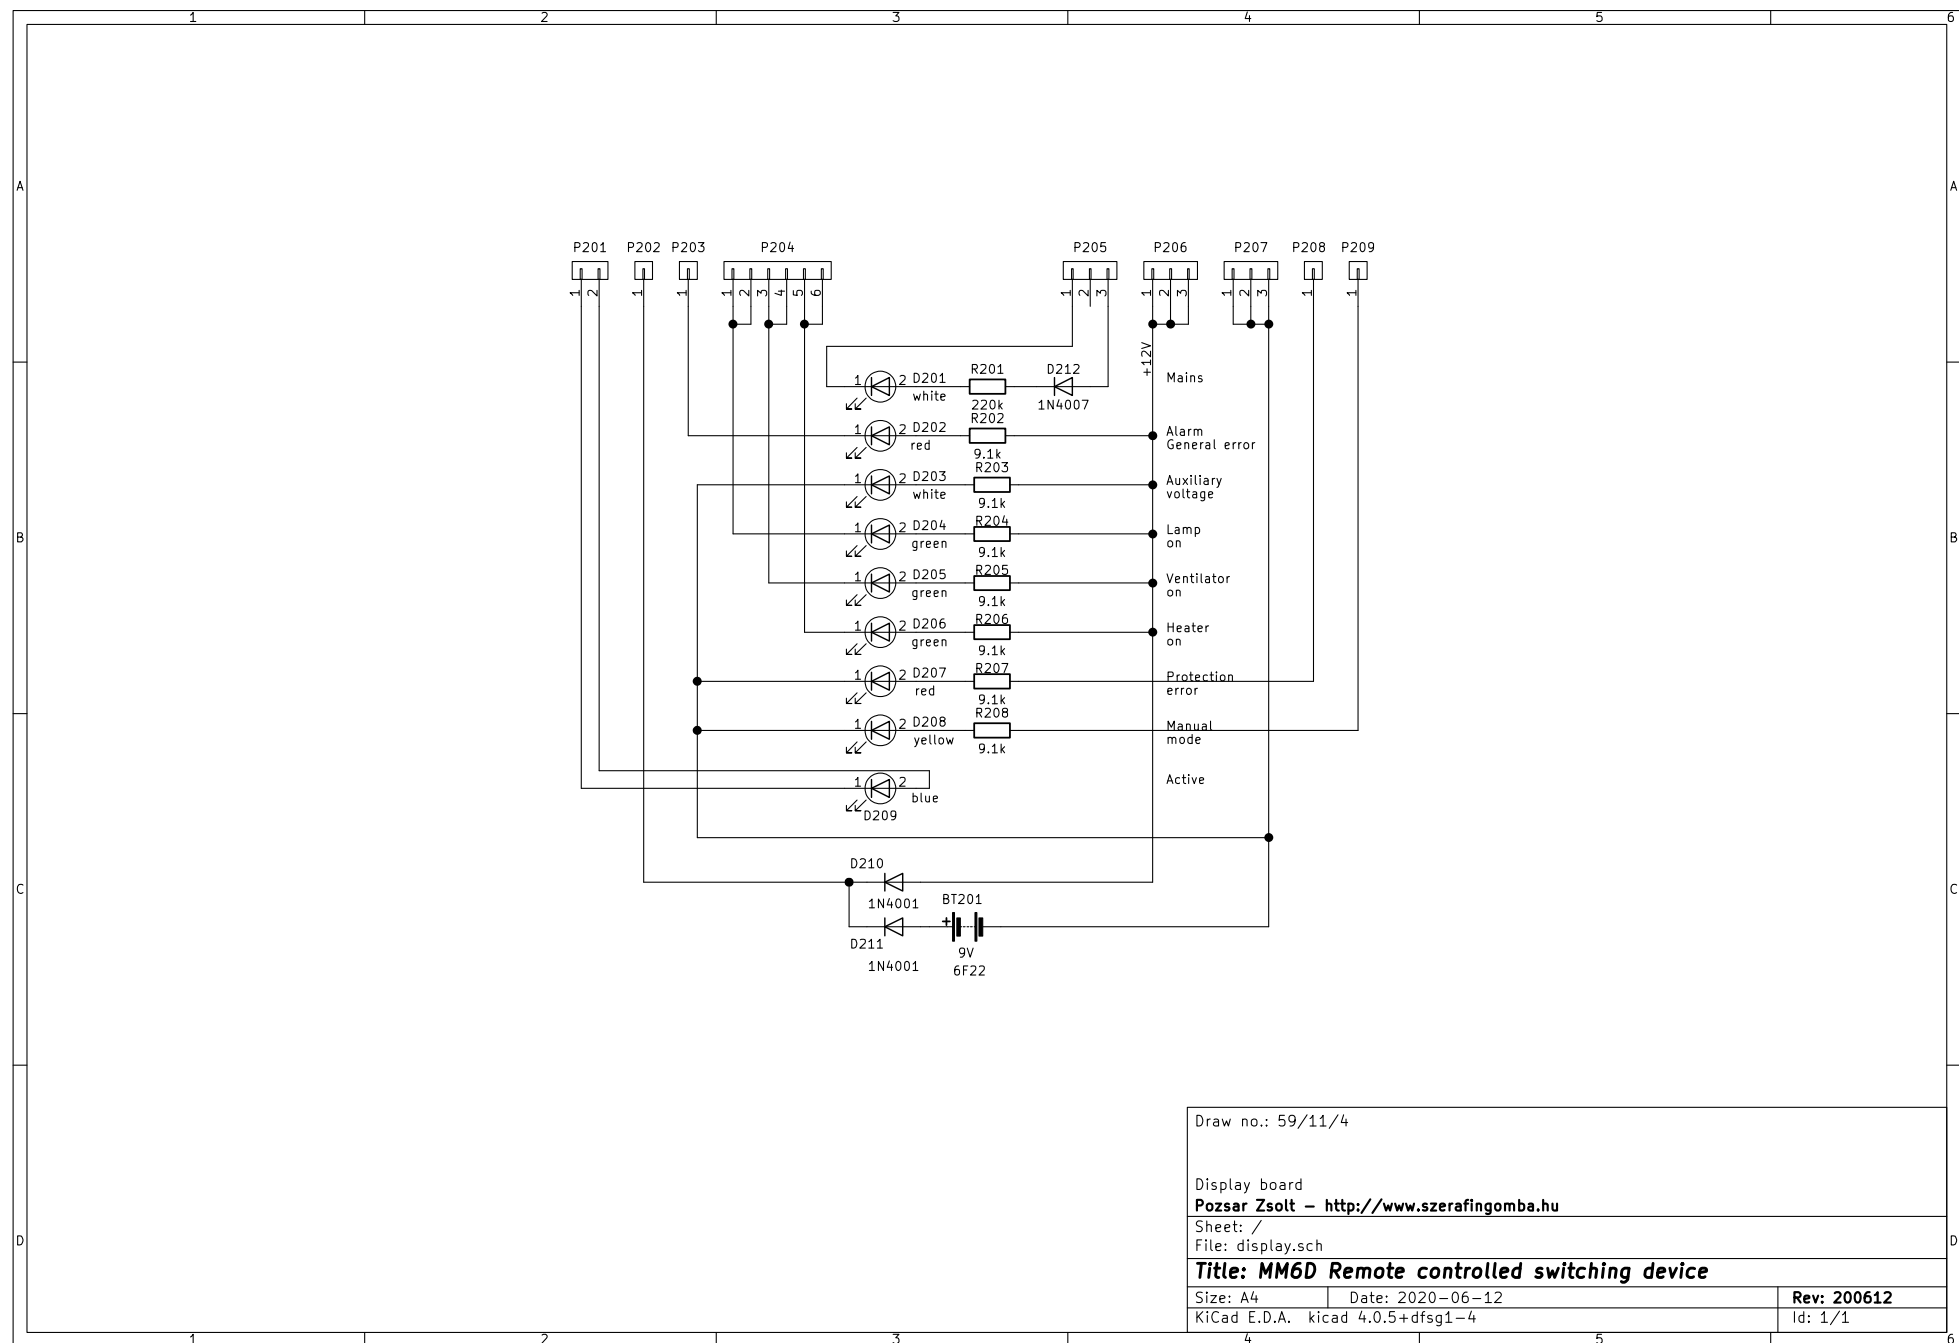 1 2 3 4 5 6
A A
P201 P202 P203 P204 P205 P206 P207 P208 P209
1 2 1 1 1 2 3 4 5 6 1 2 3 1 2 3 1 2 3 1 1
+12V
1 2 D201 R201 D212 Mains
white 220k 1N4007
1 2 D202 R202 Alarm
red 9.1k General error
1 2 D203 R203 Auxiliary
white 9.1k voltage
B B
1 2 D204 R204 Lamp
green 9.1k on
1 2 D205 R205 Ventilator
green 9.1k on
1 2 D206 R206 Heater
green 9.1k on
1 2 D207 R207 Protection
red 9.1k error
1 2 D208 R208 Manual
yellow 9.1k mode
1 2 Active
blue
D209
D210
C C
1N4001 BT201
+
D211 9V
1N4001 6F22
Draw no.: 59/11/4
Display board
Pozsar Zsolt – http://www.szerafingomba.hu
Sheet: /
D D
File: display.sch
Title: MM6D Remote controlled switching device
Size: A4 Date: 2020-06-12 Rev: 200612
KiCad E.D.A. kicad 4.0.5+dfsg1-4 Id: 1/1
1 2 3 4 5 6